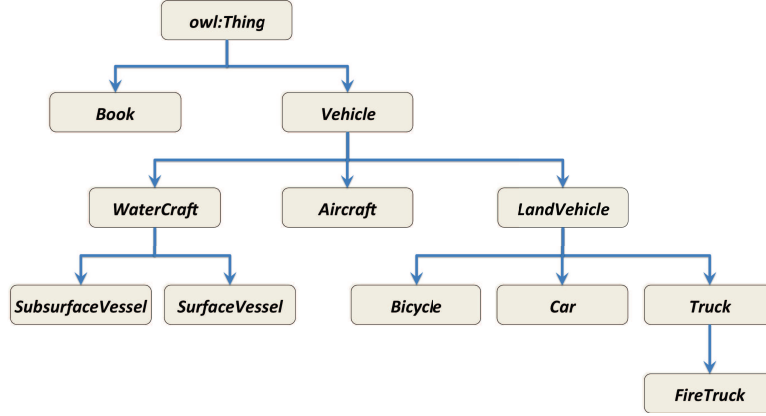 owl:Thing
Book
Vehicle
WaterCraft
Aircraft
LandVehicle
SubsurfaceVessel
SurfaceVessel
Bicycle
Car
Truck
FireTruck